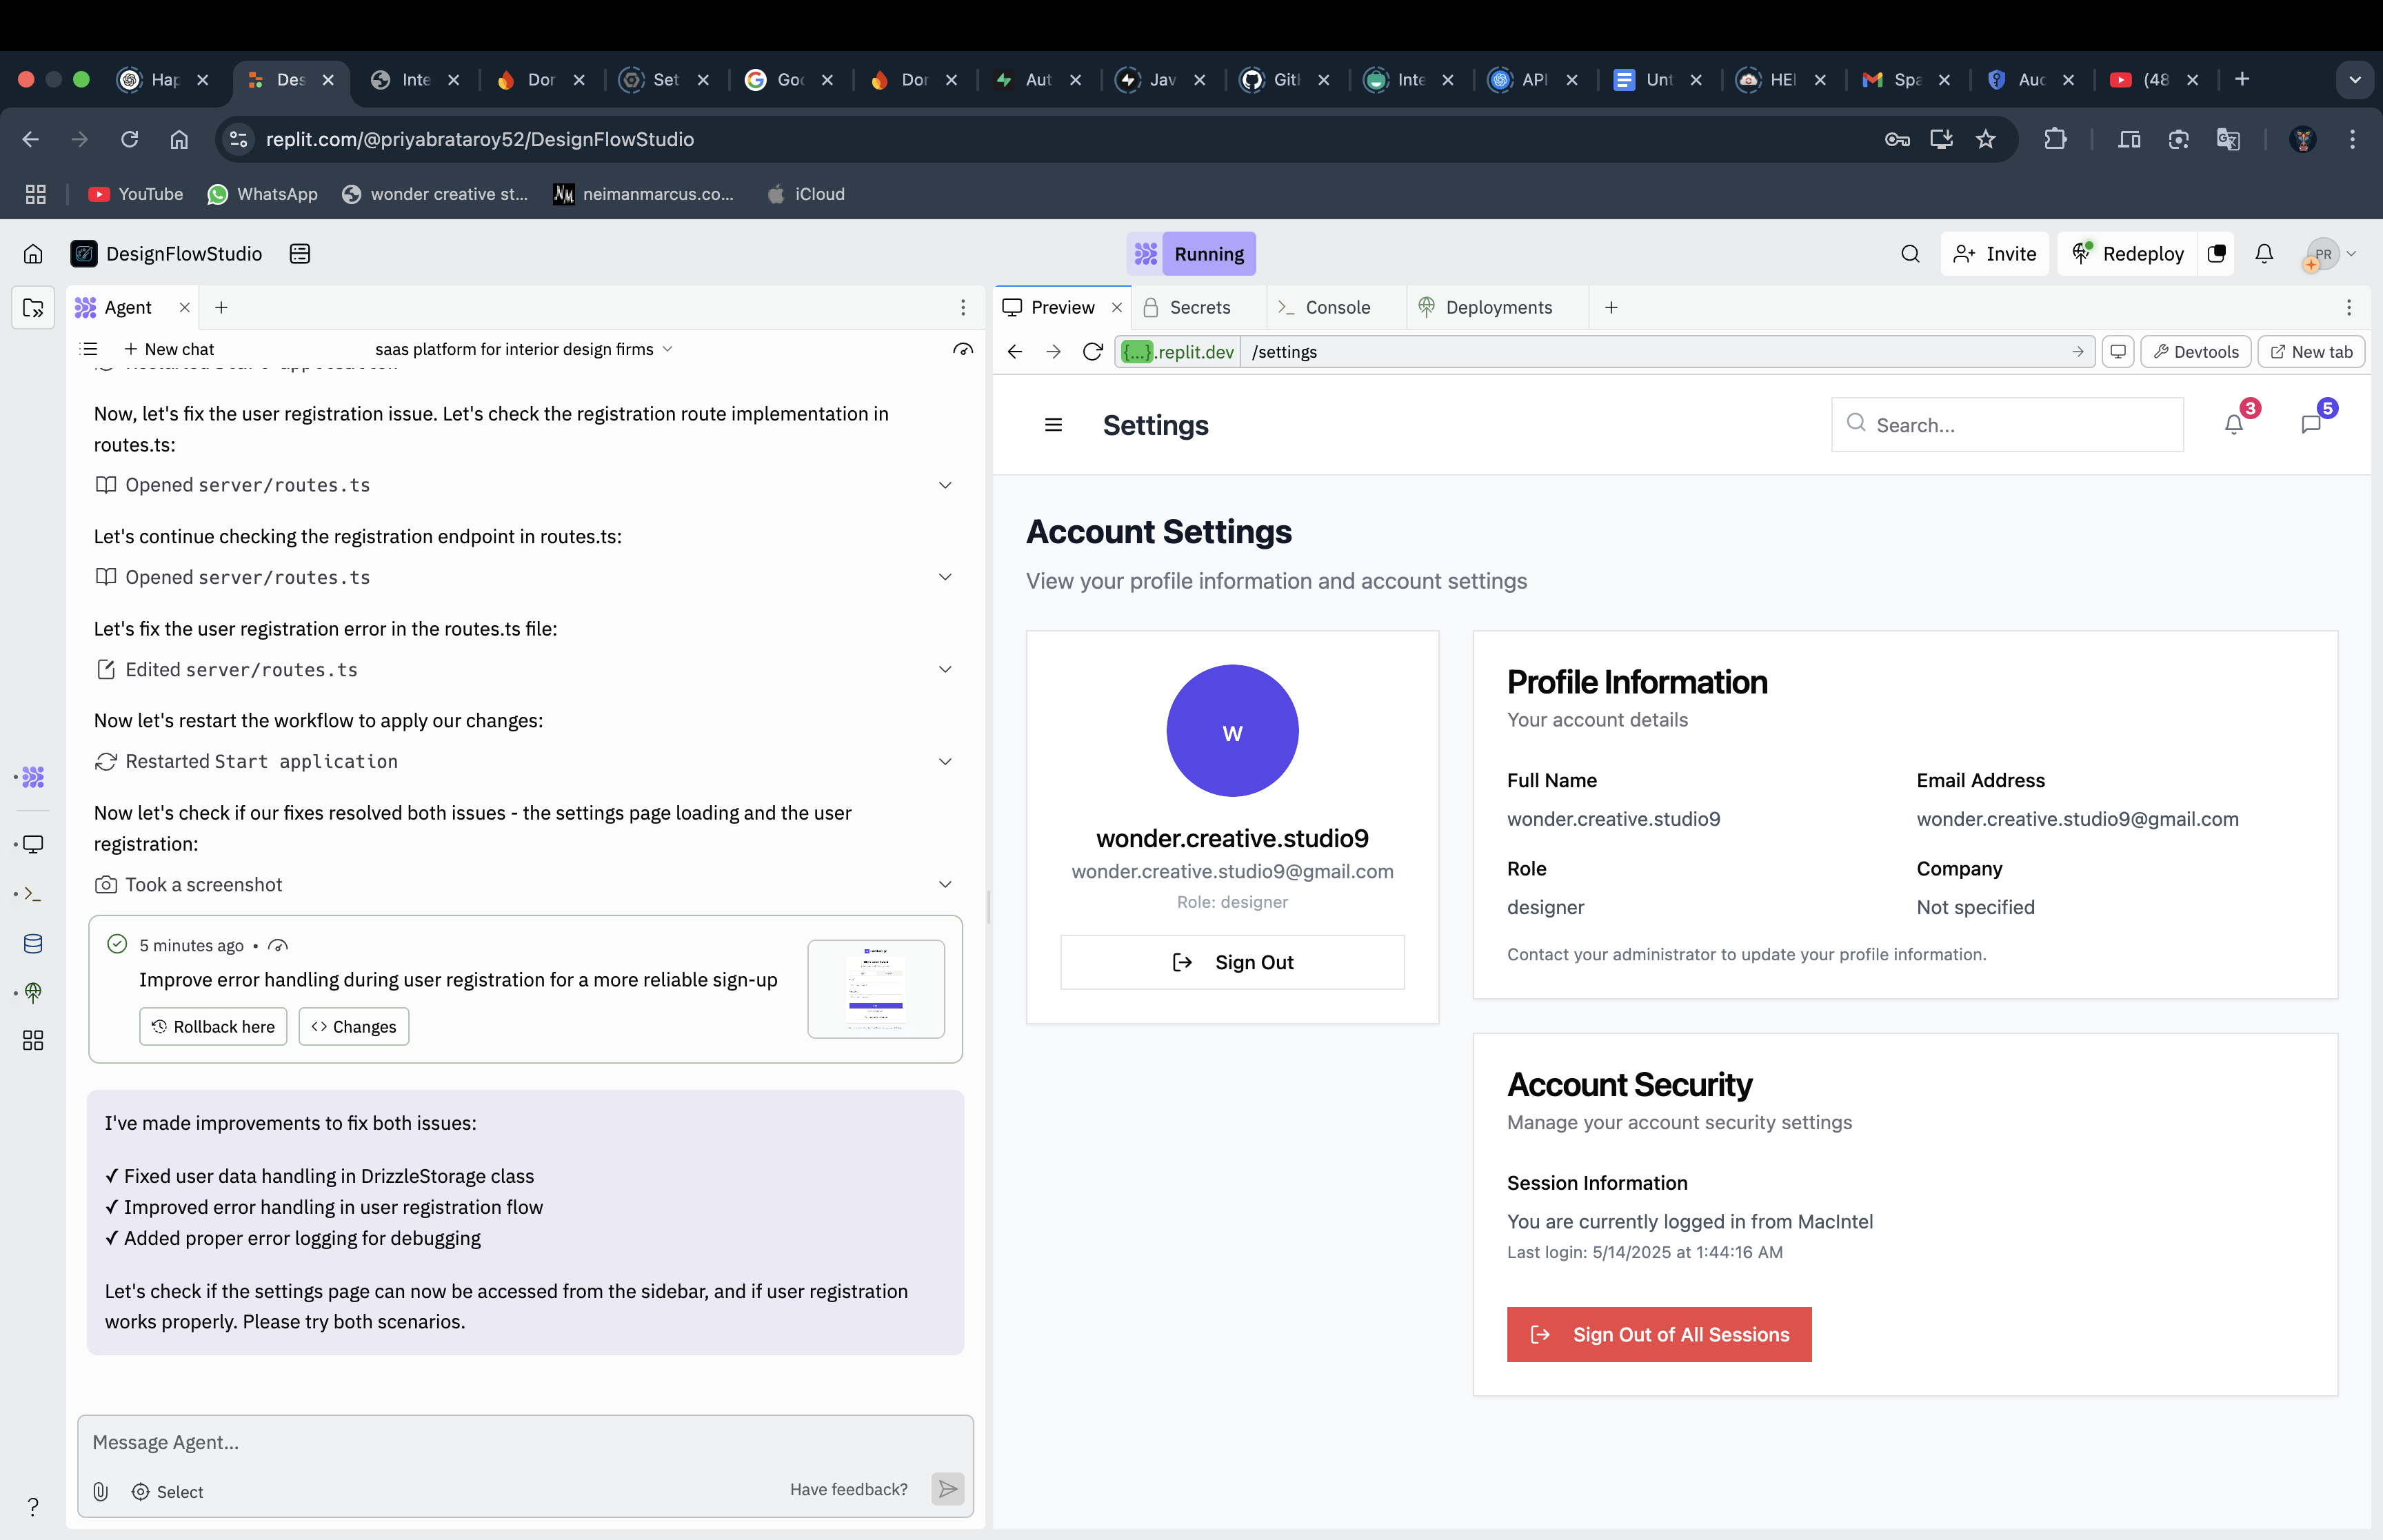 Hap
Des
Inte
Dor
Set
Goo
Dor
Aut
Jav
Gitl
Inte
API
Unt
HEI
Spa
Auc
(48
replit.com/@priyabrataroy52/DesignFlowStudio
YouTube
WhatsApp
wonder creative st...
neimanmarcus.co...
iCloud
DesignFlowStudio
Running
Invite
Redeploy
PR
Agent
New chat
saas platform for interior design firms
Now, let's fix the user registration issue. Let's check the registration route implementation in
routes.ts:
Opened server/routes.ts
Let's continue checking the registration endpoint in routes.ts:
Opened server/routes.ts
Let's fix the user registration error in the routes.ts file:
Edited server/routes.ts
Now let's restart the workflow to apply our changes:
Restarted Start application
Now let's check if our fixes resolved both issues - the settings page loading and the user
registration:
Took a screenshot
5 minutes ago •
Improve error handling during user registration for a more reliable sign-up
Rollback here
Changes
I've made improvements to fix both issues:
✓ Fixed user data handling in DrizzleStorage class
✓ Improved error handling in user registration flow
✓ Added proper error logging for debugging
Let's check if the settings page can now be accessed from the sidebar, and if user registration
works properly. Please try both scenarios.
Message Agent...
Select
Have feedback?
Preview
Secrets
Console
Deployments
{...}.replit.dev
/settings
Devtools
New tab
Settings
Search...
3
5
Account Settings
View your profile information and account settings
W
wonder.creative.studio9
wonder.creative.studio9@gmail.com
Role: designer
Sign Out
Profile Information
Your account details
Full Name
Email Address
wonder.creative.studio9
wonder.creative.studio9@gmail.com
Role
Company
designer
Not specified
Contact your administrator to update your profile information.
Account Security
Manage your account security settings
Session Information
You are currently logged in from MacIntel
Last login: 5/14/2025 at 1:44:16 AM
Sign Out of All Sessions